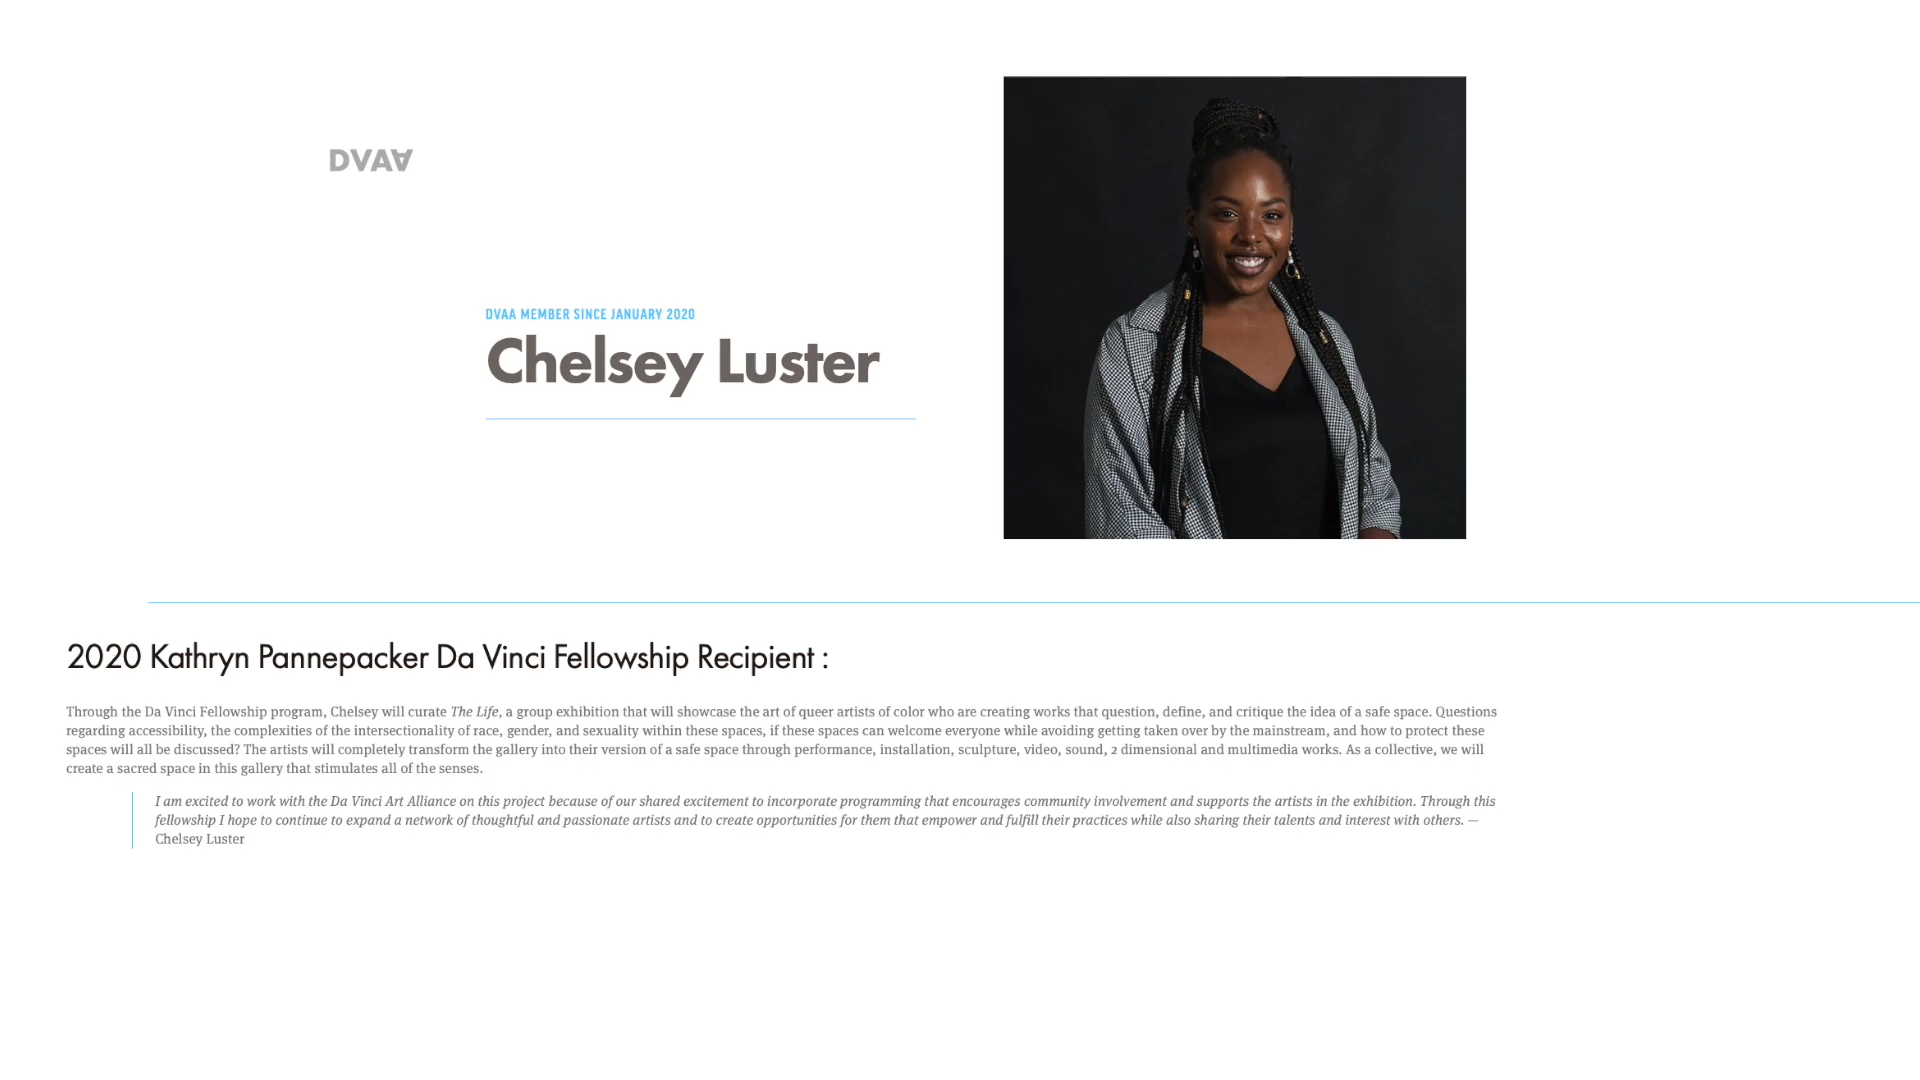 DVAA
DVAA MEMBER SINCE JANUARY 2020
Chelsey Luster
2020 Kathryn Pannepacker Da Vinci Fellowship Recipient :
Through the Da Vinci Fellowship program, Chelsey will curate The Life, a group exhibition that will showcase the art of queer artists of color who are creating works that question, define, and critique the idea of a safe space. Questions
regarding accessibility, the complexities of the intersectionality of race, gender, and sexuality within these spaces, if these spaces can welcome everyone while avoiding getting taken over by the mainstream, and how to protect these
spaces will all be discussed? The artists will completely transform the gallery into their version of a safe space through performance, installation, sculpture, video, sound, 2 dimensional and multimedia works. As a collective, we will
create a sacred space in this gallery that stimulates all of the senses.
I am excited to work with the Da Vinci Art Alliance on this project because of our shared excitement to incorporate programming that encourages community involvement and supports the artists in the exhibition. Through this
fellowship I hope to continue to expand a network of thoughtful and passionate artists and to create opportunities for them that empower and fulfill their practices while also sharing their talents and interest with others. —
Chelsey Luster